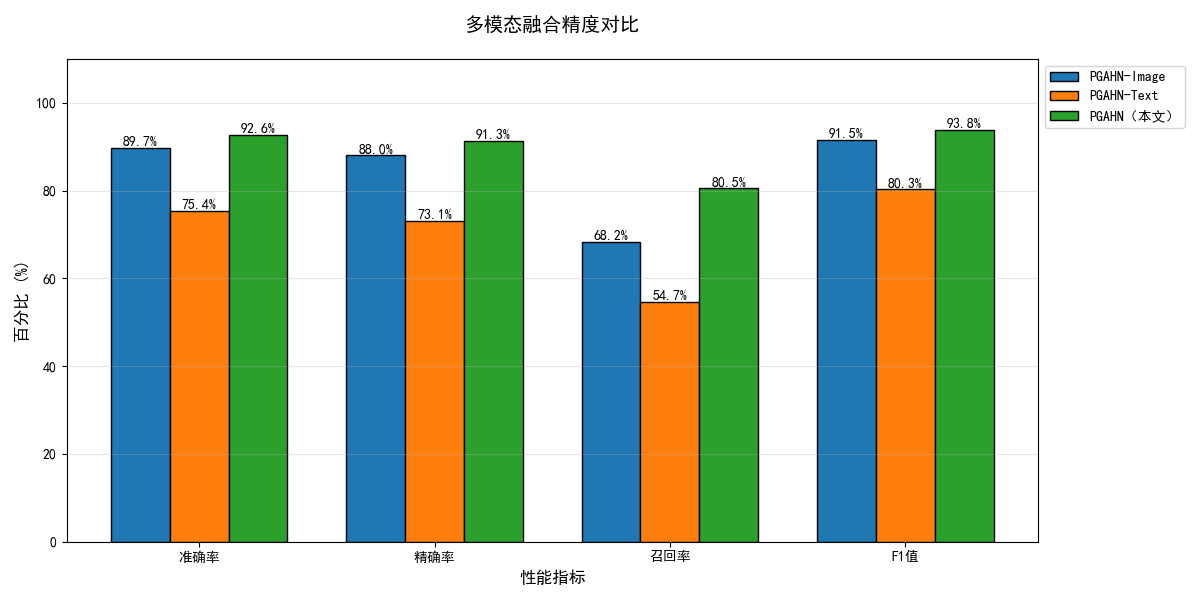 多模态融合精度对比
PGAHN-Image
PGAHN-Text
PGAHN（本文）
百分比 (%)
100
80
60
40
20
0
89.7%
75.4%
92.6%
88.0%
73.1%
91.3%
68.2%
54.7%
80.5%
91.5%
80.3%
93.8%
准确率
精确率
召回率
F1值
性能指标